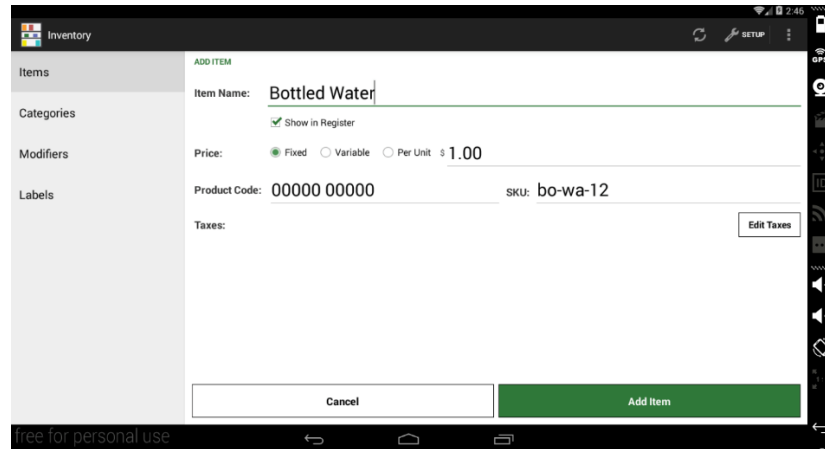 2:46
Inventory
SETUP
GPS
Items
ADD ITEM
Item Name: Bottled Water
Categories
Show in Register
Modifiers
Price: Fixed Variable Per Unit $ 1.00
Labels
Product Code: 00000 00000 SKU: bo-wa-12
ID
Taxes: Edit Taxes
Cancel Add Item
free for personal use